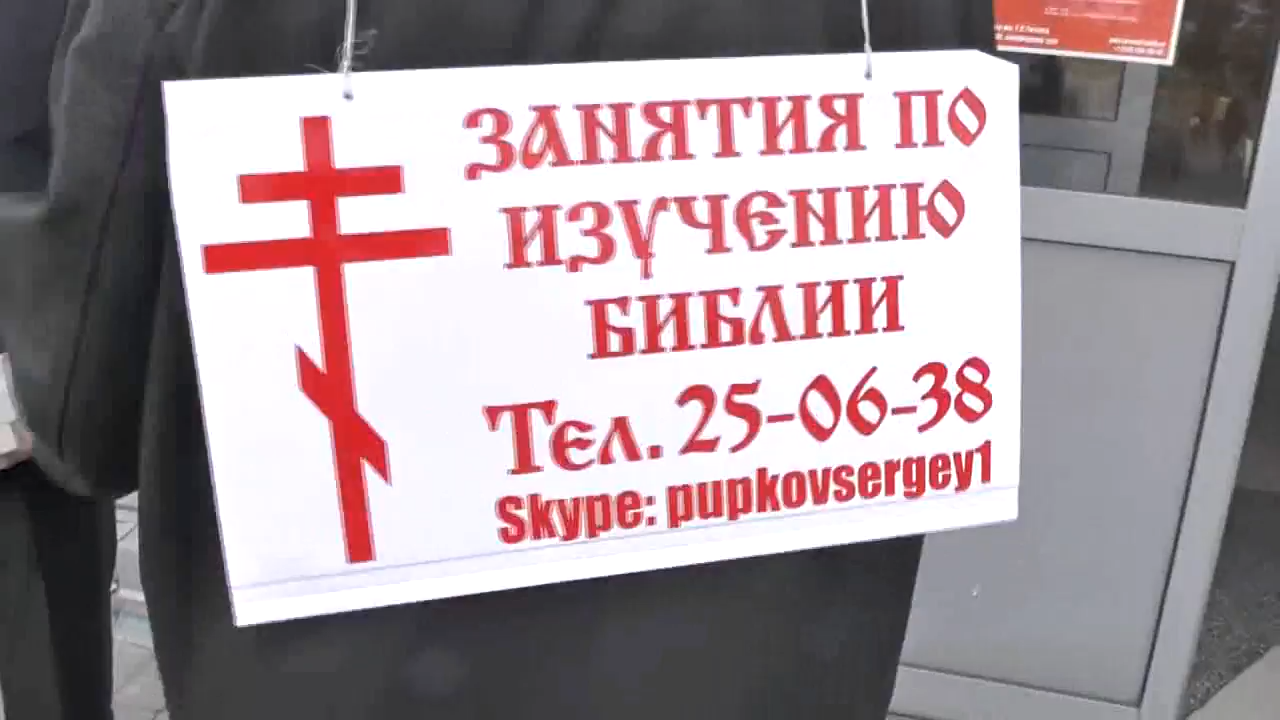 ЗАНЯТИЯ ПО
ИЗУЧЕНИЮ
БИБЛИИ
Тел. 25-06-38
Skype: pupkovsergey1